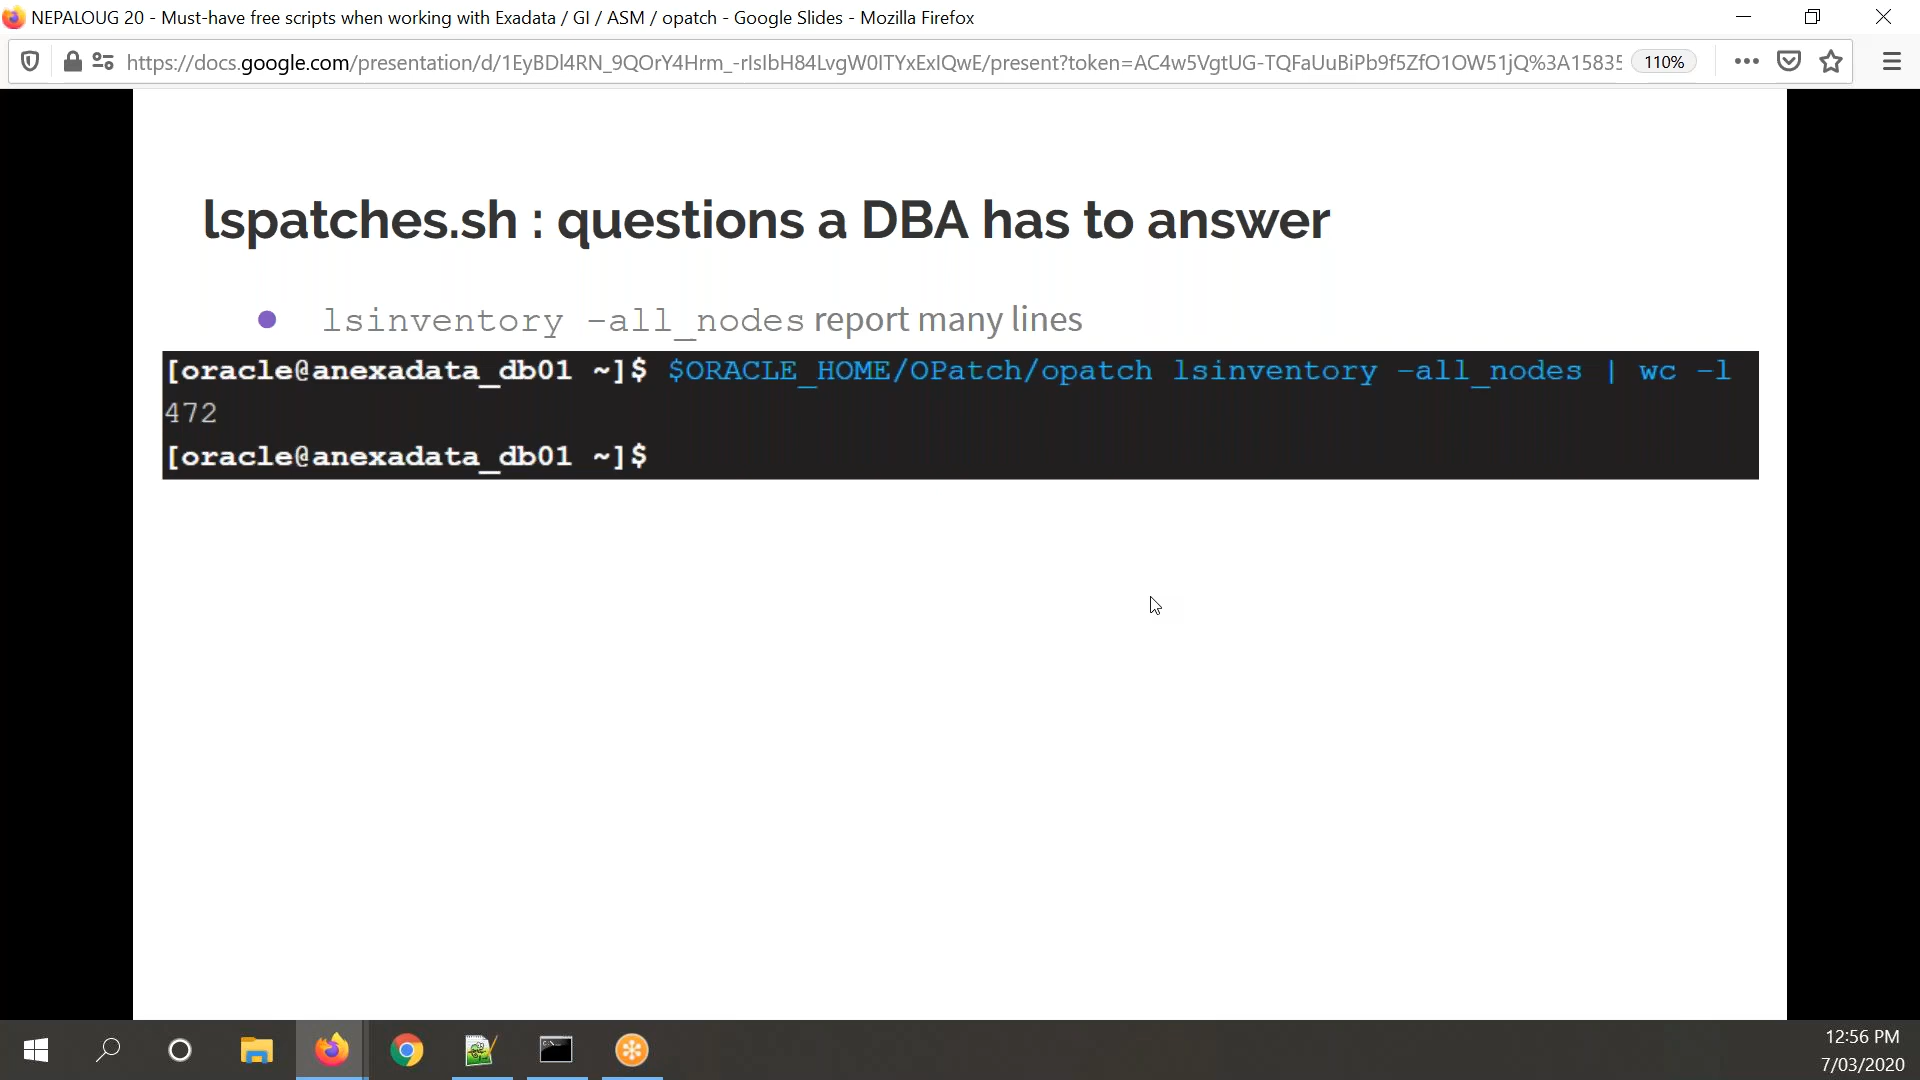 NEPALOUG 20 - Must-have free scripts when working with Exadata / GI / ASM / opatch - Google Slides - Mozilla Firefox
https://docs.google.com/presentation/d/1EyBDl4RN_9QOrY4Hrm_-rIsIbH84LvgW0ITYxExIQwE/present?token=AC4w5VgtUG-TQFaUuBiPb9f5ZfO1OW51jQ%3A15835 110%
lspatches.sh : questions a DBA has to answer
lsinventory -all_nodes report many lines
[oracle@anexadata_db01 ~]$ $ORACLE_HOME/OPatch/opatch lsinventory -all_nodes | wc -l
472
[oracle@anexadata_db01 ~]$
12:56 PM
7/03/2020